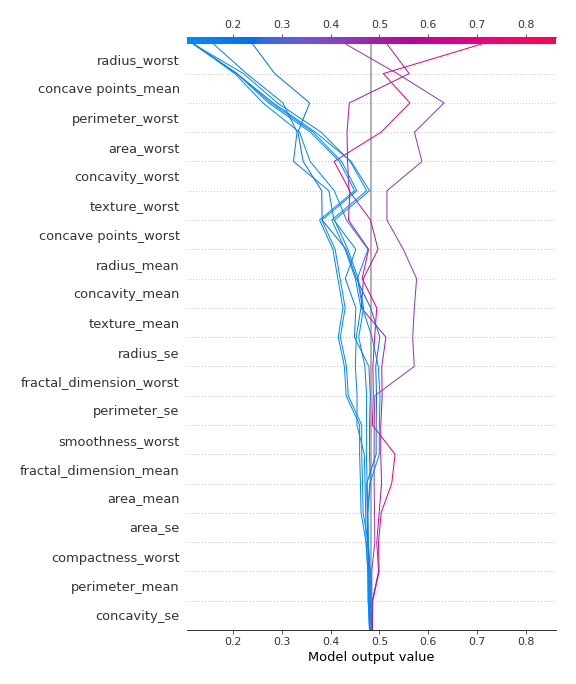 0.2 0.3 0.4 0.5 0.6 0.7 0.8
radius_worst
concave points_mean
perimeter_worst
area_worst
concavity_worst
texture_worst
concave points_worst
radius_mean
concavity_mean
texture_mean
radius_se
fractal_dimension_worst
perimeter_se
smoothness_worst
fractal_dimension_mean
area_mean
area_se
compactness_worst
perimeter_mean
concavity_se
0.2 0.3 0.4 0.5 0.6 0.7 0.8
Model output value